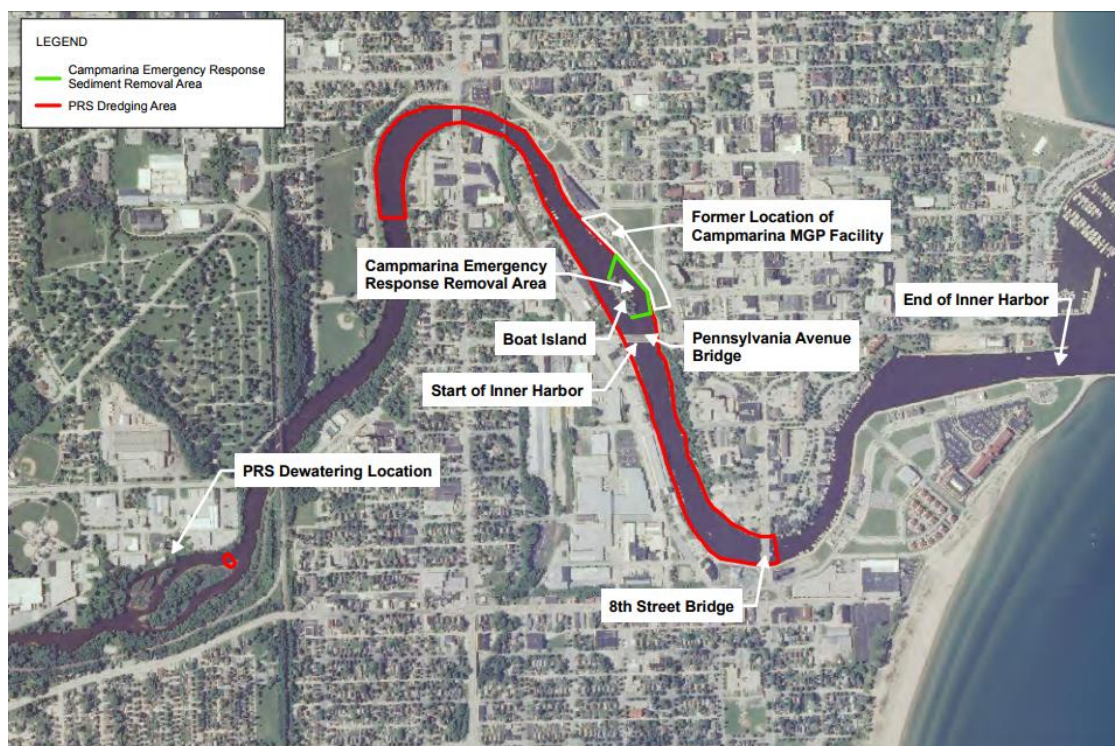 LEGEND
Campmarina Emergency Response
Sediment Removal Area
PRS Dredging Area
Former Location of
Campmarina MGP Facility
Campmarina Emergency
Response Removal Area
End of Inner Harbor
Boat Island
Pennsylvania Avenue
Bridge
Start of Inner Harbor
PRS Dewatering Location
8th Street Bridge